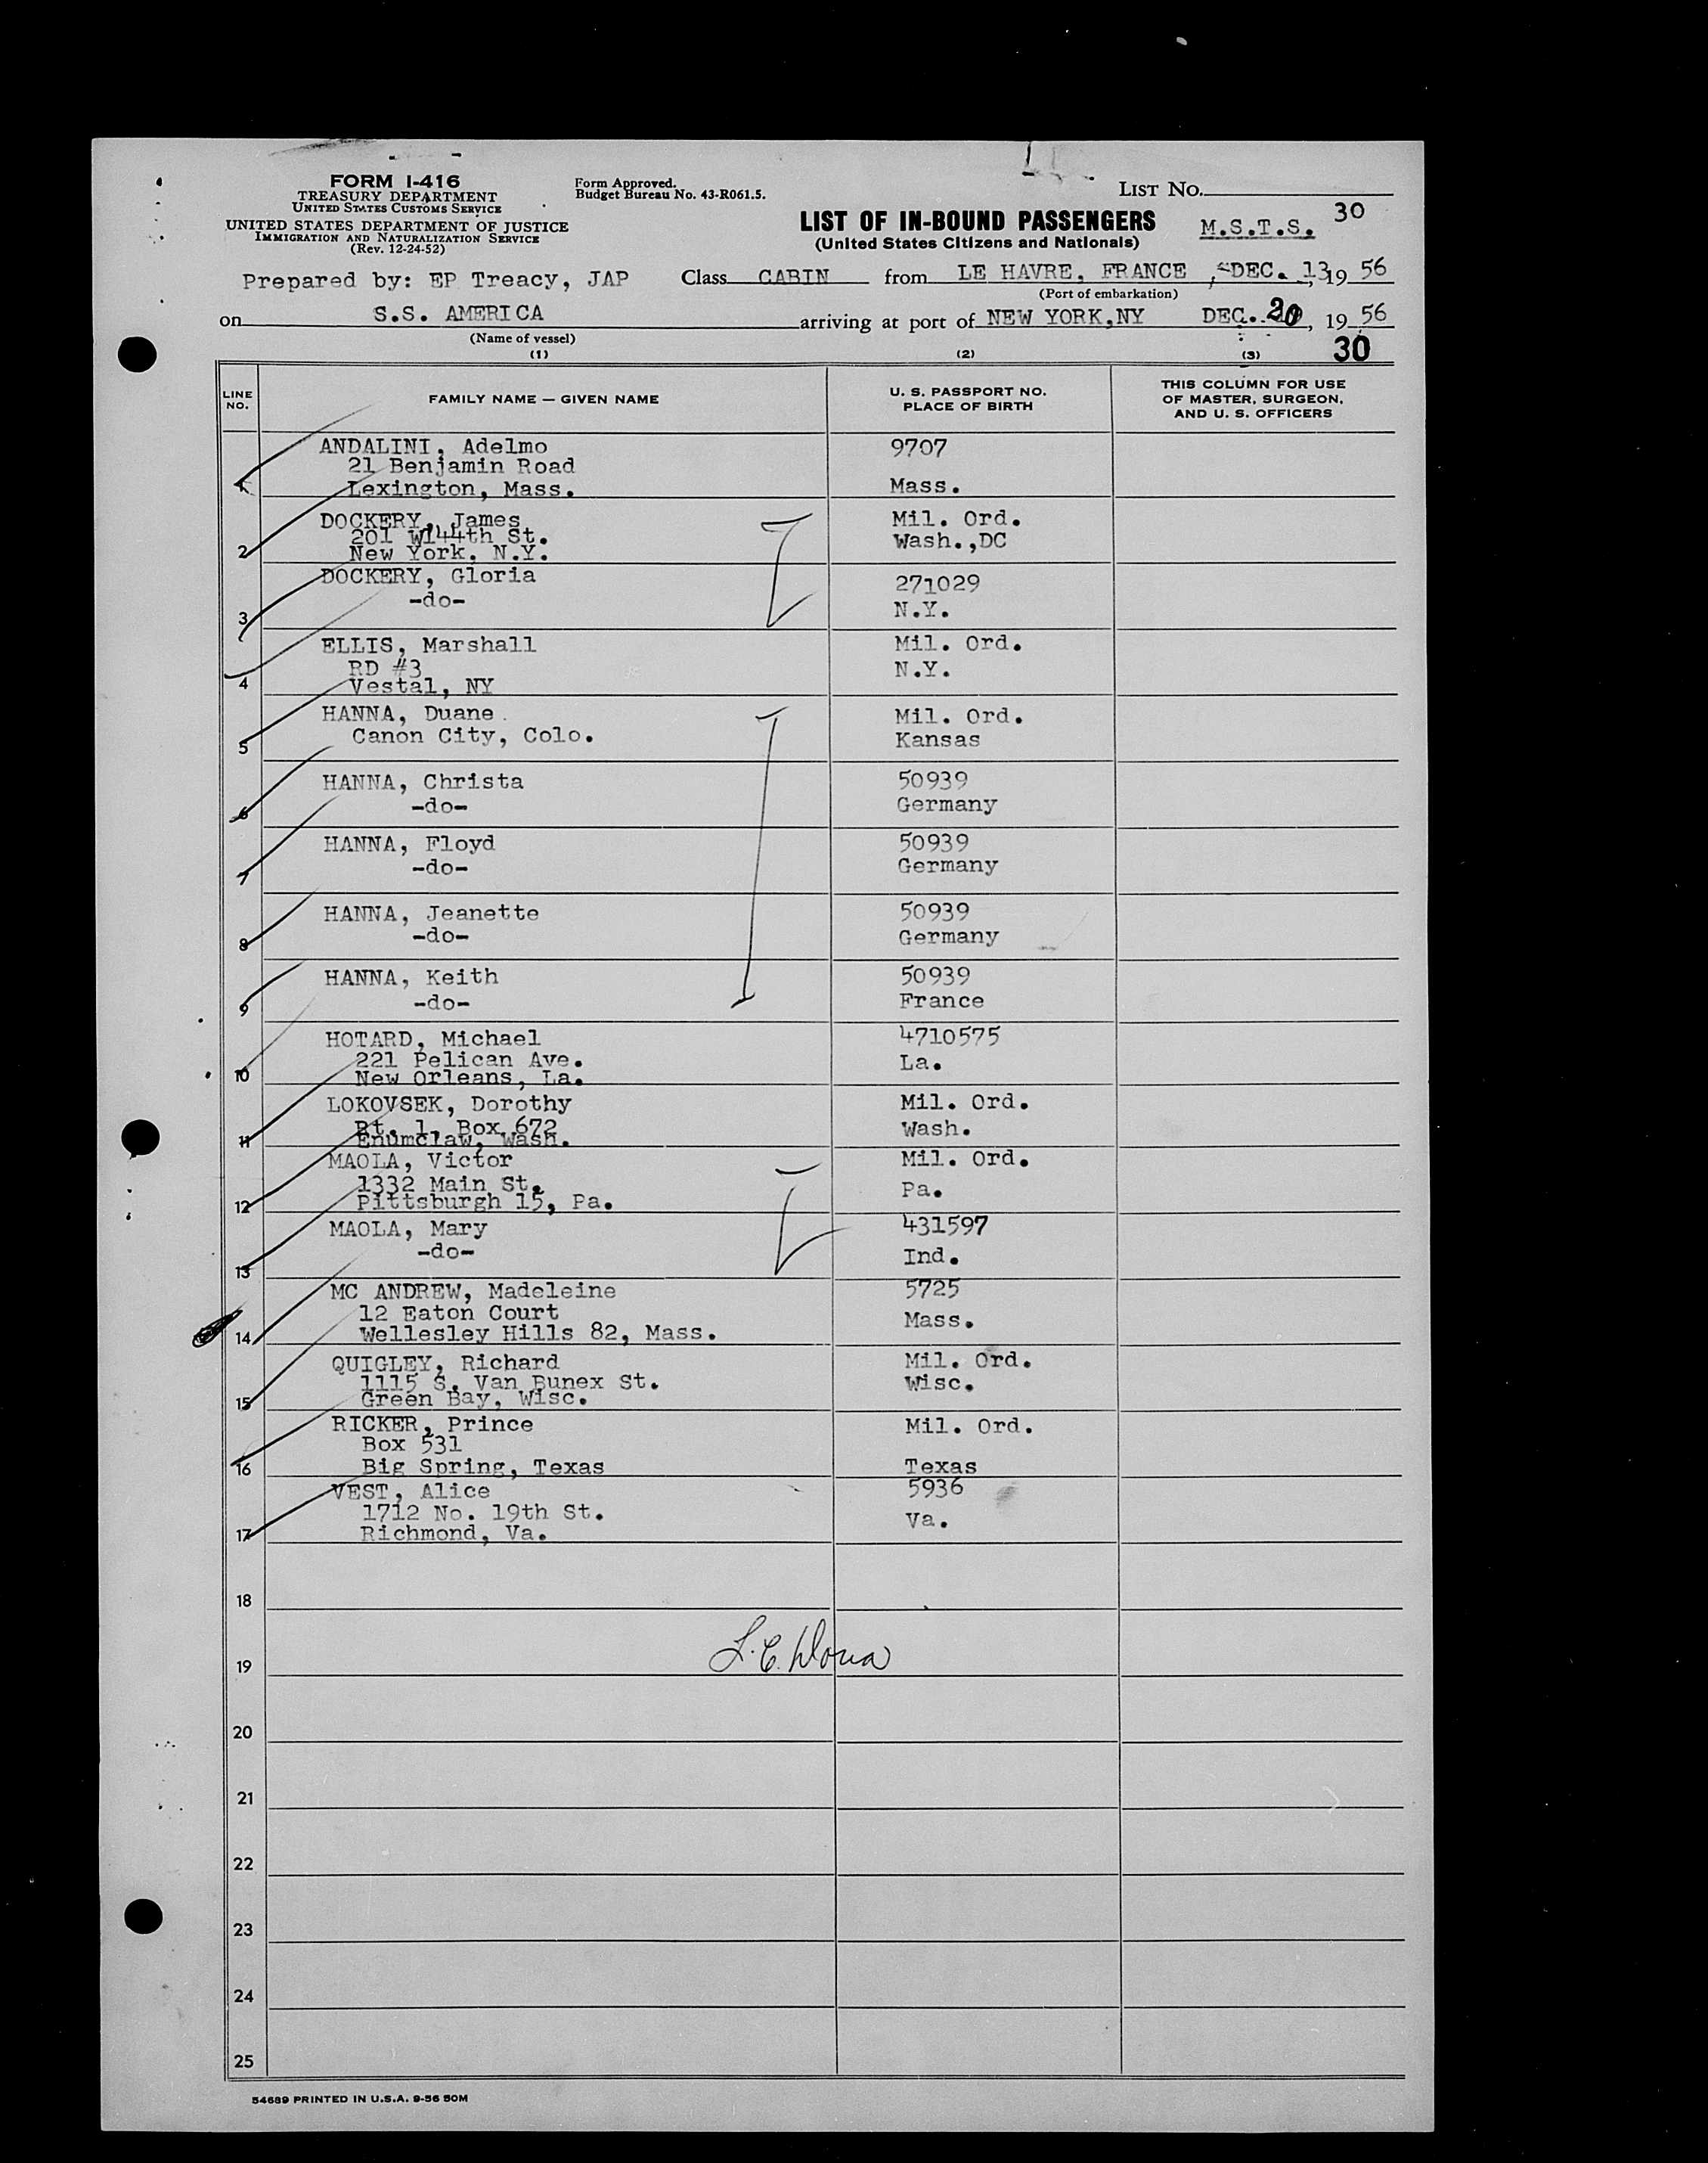 FORM I-416
TREASURY DEPARTMENT
UNITED STATES CUSTOMS SERVICE
UNITED STATES DEPARTMENT OF JUSTICE
IMMIGRATION AND NATURALIZATION SERVICE
(Rev. 12-24-52)
Form Approved.
Budget Bureau No. 43-R061.5.
LIST NO.
LIST OF IN-BOUND PASSENGERS
(United States Citizens and Nationals)
M.S.T.S. 30
Prepared by: EP Treacy, JAP Class CABIN from LE HAVRE, FRANCE , DEC. 13, 19 56
(Port of embarkation)
on S.S. AMERICA arriving at port of NEW YORK,NY DEC. 20, 19 56
(Name of vessel)
(1) (2) (3) 30
LINE NO. FAMILY NAME — GIVEN NAME U. S. PASSPORT NO. PLACE OF BIRTH THIS COLUMN FOR USE OF MASTER, SURGEON, AND U. S. OFFICERS
ANDALINI, Adelmo 9707
21 Benjamin Road
1 Lexington, Mass. Mass.
DOCKERY, James Mil. Ord.
201 W144th St. Wash.,DC
2 New York, N.Y.
DOCKERY, Gloria 271029
3 -do- N.Y.
ELLIS, Marshall Mil. Ord.
RD #3 N.Y.
4 Vestal, NY
HANNA, Duane Mil. Ord.
5 Canon City, Colo. Kansas
HANNA, Christa 50939
6 -do- Germany
HANNA, Floyd 50939
7 -do- Germany
HANNA, Jeanette 50939
8 -do- Germany
HANNA, Keith 50939
9 -do- France
HOTARD, Michael 4710575
221 Pelican Ave. La.
10 New Orleans, La.
LOKOVSEK, Dorothy Mil. Ord.
Rt. 1, Box 672 Wash.
11 Enumclaw, Wash.
MAOLA, Victor Mil. Ord.
1332 Main St. Pa.
12 Pittsburgh 15, Pa.
MAOLA, Mary 431597
13 -do- Ind.
MC ANDREW, Madeleine 5725
12 Eaton Court Mass.
14 Wellesley Hills 82, Mass.
QUIGLEY, Richard Mil. Ord.
1115 S. Van Bunex St. Wisc.
15 Green Bay, Wisc.
RICKER, Prince Mil. Ord.
Box 531
16 Big Spring, Texas Texas
VEST, Alice 5936
1712 No. 19th St. Va.
17 Richmond, Va.
18
19
20
21
22
23
24
25
54689 PRINTED IN U.S.A. 9-56 50M